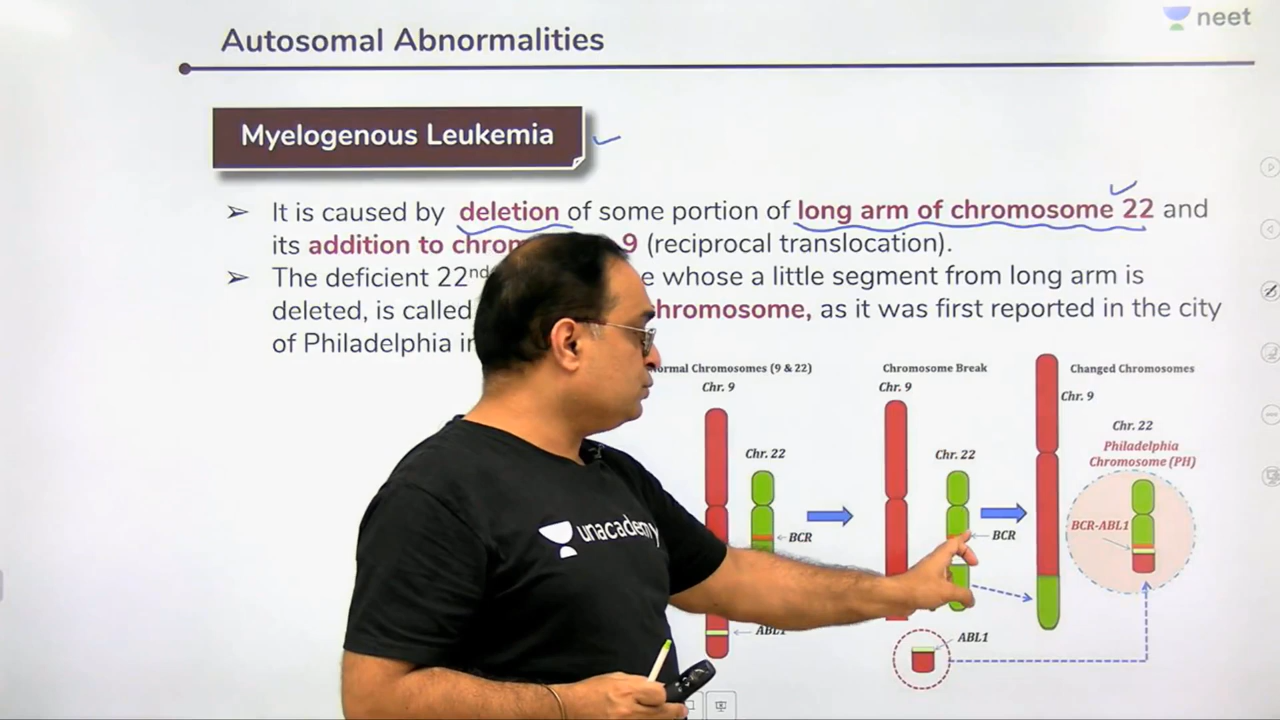 Autosomal Abnormalities
neet
Myelogenous Leukemia
➢ It is caused by deletion of some portion of long arm of chromosome 22 and
its addition to chrom 9 (reciprocal translocation).
➢ The deficient 22nd e whose a little segment from long arm is
deleted, is called hromosome, as it was first reported in the city
of Philadelphia in
ormal Chromosomes (9 & 22)
Chr. 9
Chr. 22
BCR
ABL1
Chromosome Break
Chr. 9
Chr. 22
BCR
ABL1
Changed Chromosomes
Chr. 9
Chr. 22
Philadelphia
Chromosome (PH)
BCR-ABL1
unacademy